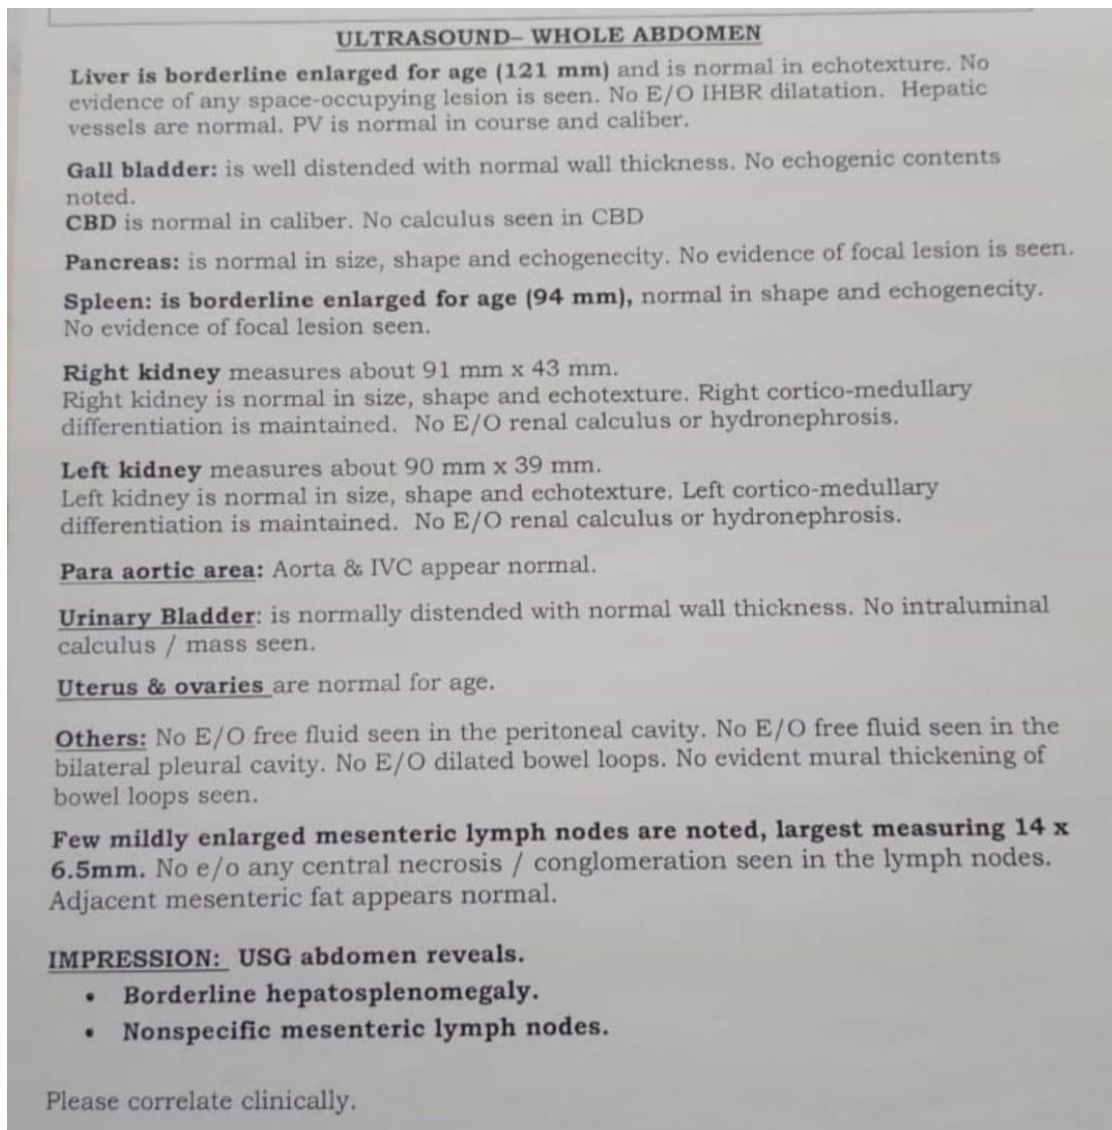 ULTRASOUND– WHOLE ABDOMEN
Liver is borderline enlarged for age (121 mm) and is normal in echotexture. No
evidence of any space-occupying lesion is seen. No E/O IHBR dilatation. Hepatic
vessels are normal. PV is normal in course and caliber.
Gall bladder: is well distended with normal wall thickness. No echogenic contents
noted.
CBD is normal in caliber. No calculus seen in CBD
Pancreas: is normal in size, shape and echogenecity. No evidence of focal lesion is seen.
Spleen: is borderline enlarged for age (94 mm), normal in shape and echogenecity.
No evidence of focal lesion seen.
Right kidney measures about 91 mm x 43 mm.
Right kidney is normal in size, shape and echotexture. Right cortico-medullary
differentiation is maintained. No E/O renal calculus or hydronephrosis.
Left kidney measures about 90 mm x 39 mm.
Left kidney is normal in size, shape and echotexture. Left cortico-medullary
differentiation is maintained. No E/O renal calculus or hydronephrosis.
Para aortic area: Aorta & IVC appear normal.
Urinary Bladder: is normally distended with normal wall thickness. No intraluminal
calculus / mass seen.
Uterus & ovaries are normal for age.
Others: No E/O free fluid seen in the peritoneal cavity. No E/O free fluid seen in the
bilateral pleural cavity. No E/O dilated bowel loops. No evident mural thickening of
bowel loops seen.
Few mildly enlarged mesenteric lymph nodes are noted, largest measuring 14 x
6.5mm. No e/o any central necrosis / conglomeration seen in the lymph nodes.
Adjacent mesenteric fat appears normal.
IMPRESSION: USG abdomen reveals.
• Borderline hepatosplenomegaly.
• Nonspecific mesenteric lymph nodes.
Please correlate clinically.